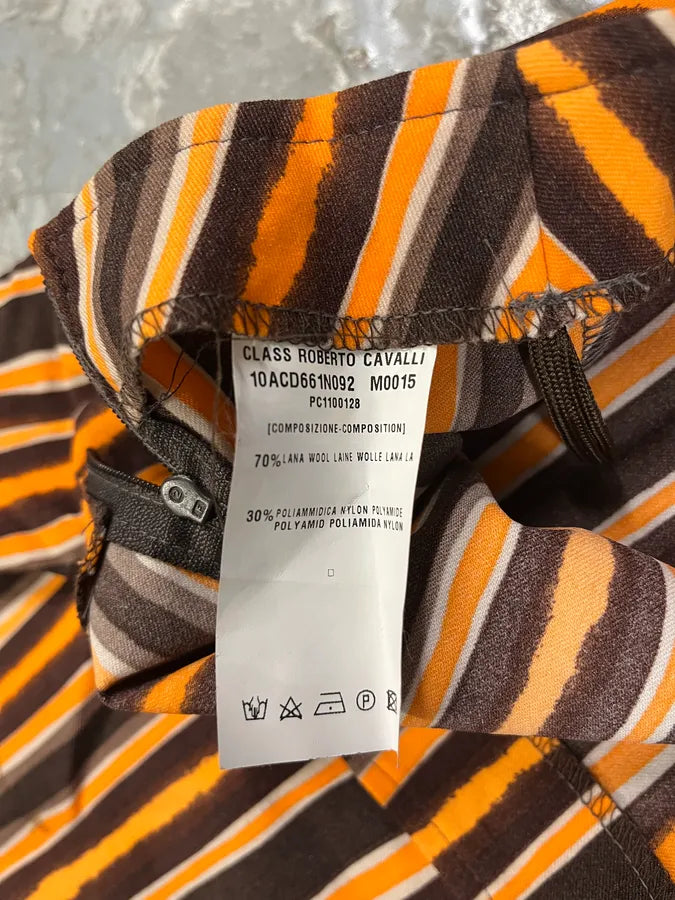 CLASS ROBERTO CAVALLI
10ACD661N092 M0015
PC1100128
[COMPOSIZIONE-COMPOSITION]
70% LANA WOOL LAINE WOLLE LANA LA
30% POLIAMMIDICA NYLON POLYAMIDE
POLYAMID POLIAMIDA NYLON
P